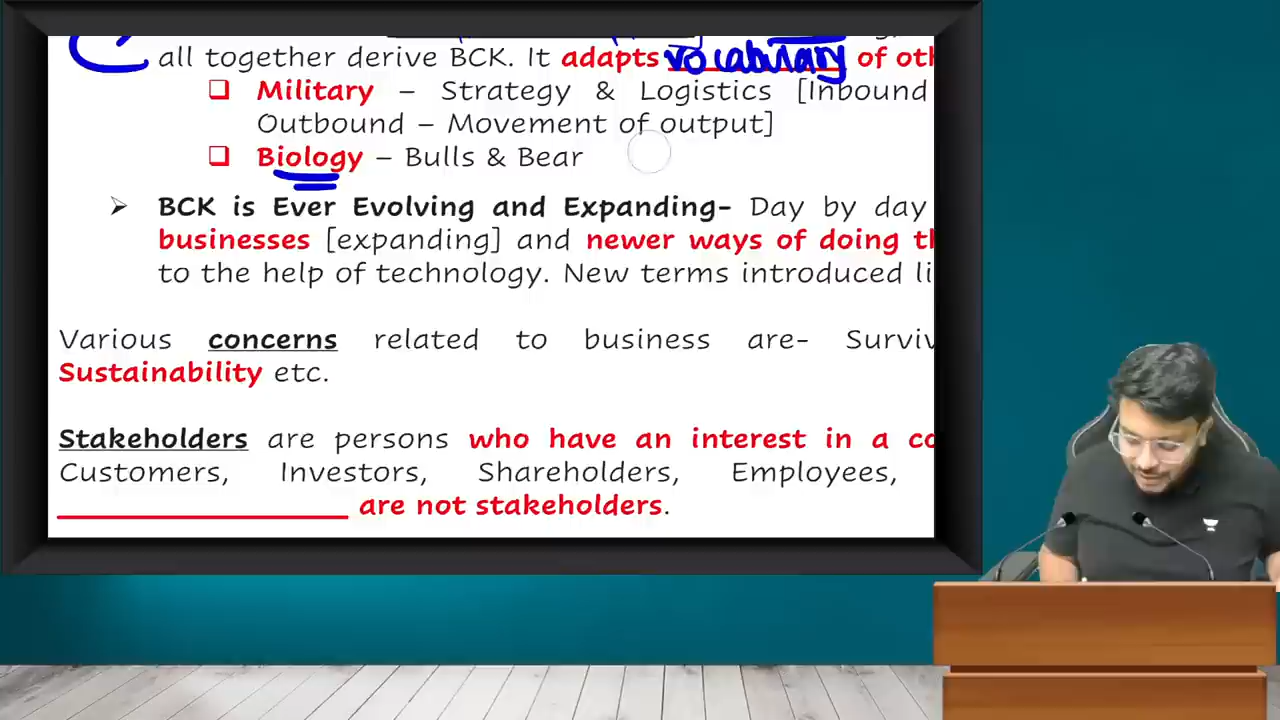 all together derive BCK. It adapts vocabulary of oth
❑ Military – Strategy & Logistics [Inbound
Outbound – Movement of output]
❑ Biology – Bulls & Bear
➢ BCK is Ever Evolving and Expanding- Day by day
businesses [expanding] and newer ways of doing th
to the help of technology. New terms introduced li
Various concerns related to business are- Surviv
Sustainability etc.
Stakeholders are persons who have an interest in a co
Customers, Investors, Shareholders, Employees,
____________________ are not stakeholders.